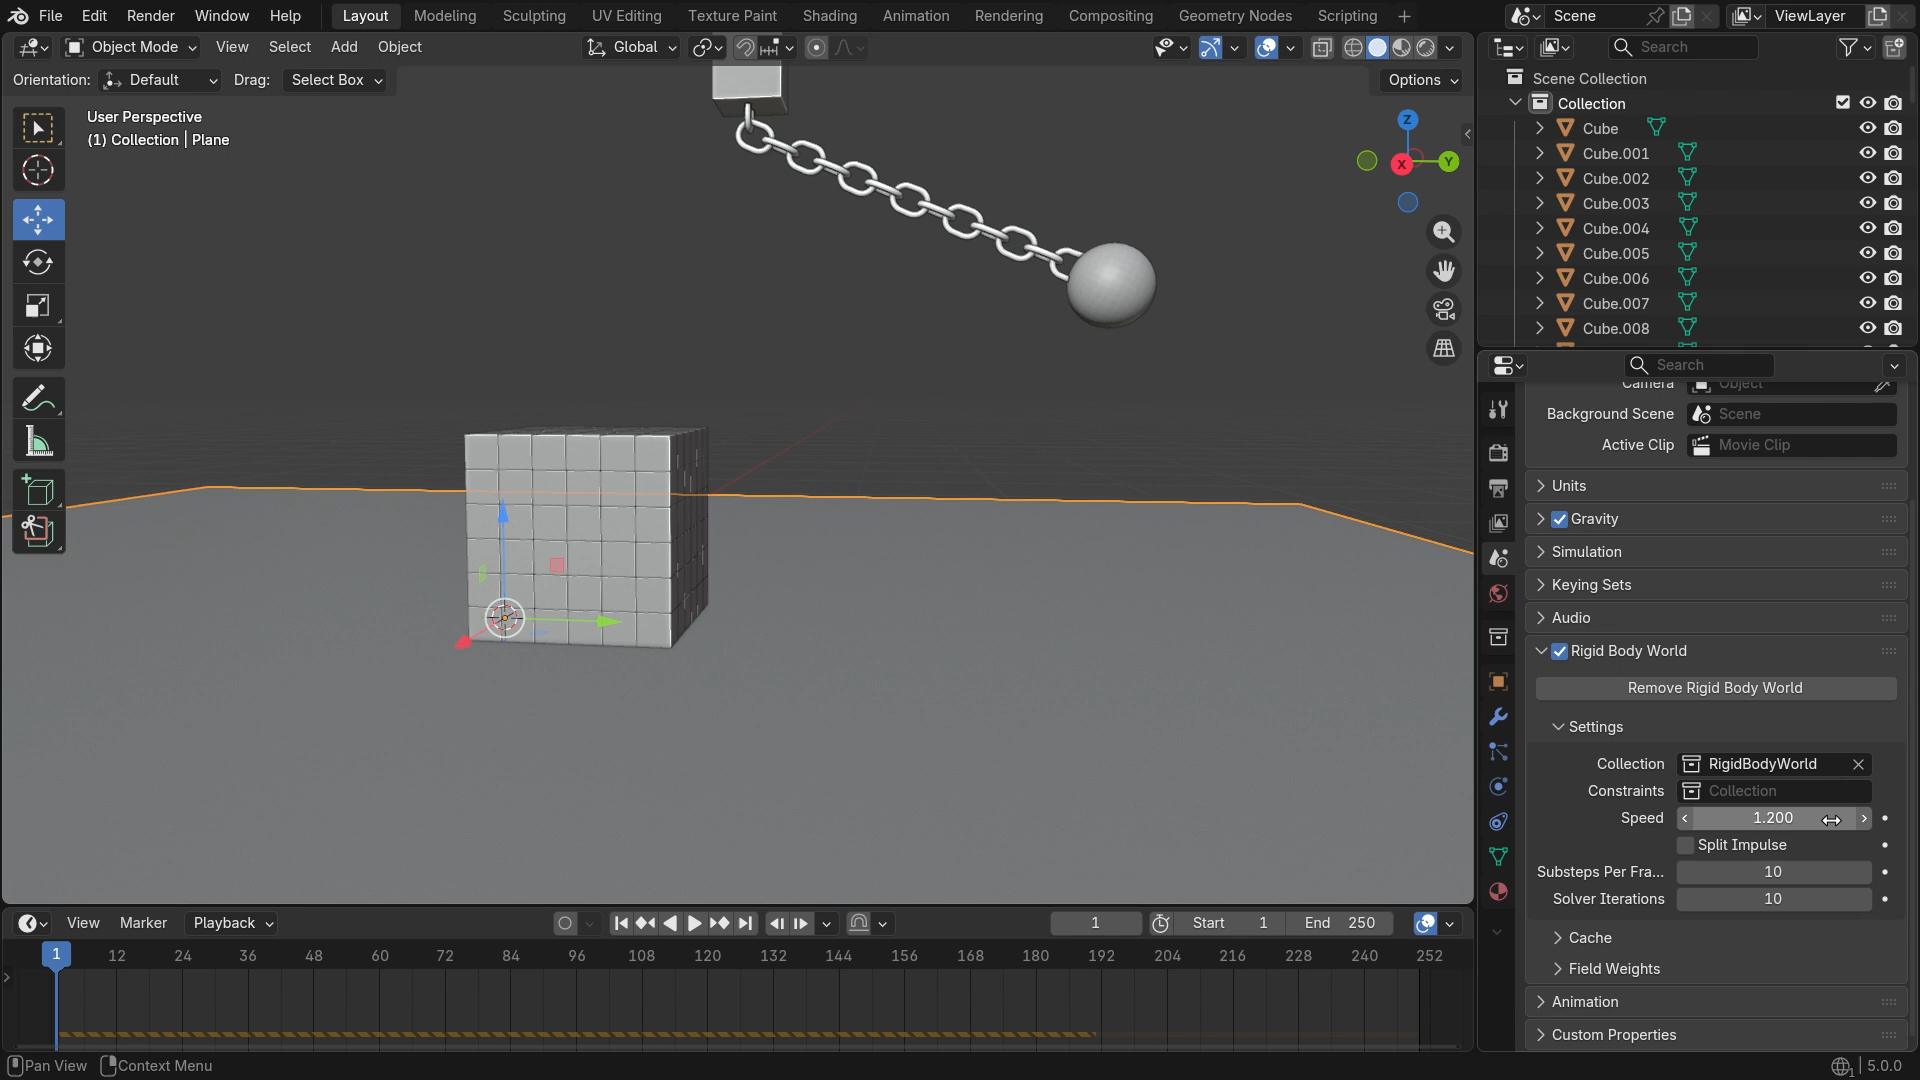 File Edit Render Window Help Layout Modeling Sculpting UV Editing Texture Paint Shading Animation Rendering Compositing Geometry Nodes Scripting Scene ViewLayer
Object Mode View Select Add Object Global Search
Orientation: Default Drag: Select Box Options
User Perspective
(1) Collection | Plane
Z
X
Y
Scene Collection
Collection
Cube
Cube.001
Cube.002
Cube.003
Cube.004
Cube.005
Cube.006
Cube.007
Cube.008
Search
Camera Object
Background Scene Scene
Active Clip Movie Clip
Units
Gravity
Simulation
Keying Sets
Audio
Rigid Body World
Remove Rigid Body World
Settings
Collection RigidBodyWorld
Constraints Collection
Speed 1.200
Split Impulse
Substeps Per Fra... 10
Solver Iterations 10
Cache
Field Weights
Animation
Custom Properties
View Marker Playback 1 Start 1 End 250
1 12 24 36 48 60 72 84 96 108 120 132 144 156 168 180 192 204 216 228 240 252
Pan View Context Menu 1 5.0.0